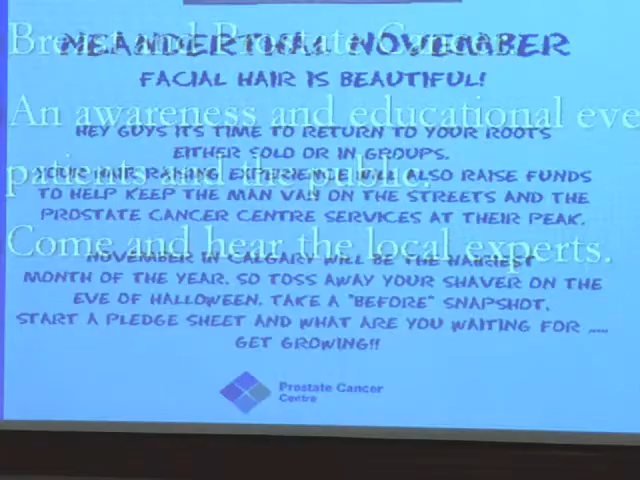 Breast and Prostate Cancer
NEANDERTHAL NOVEMBER
FACIAL HAIR IS BEAUTIFUL!
An awareness and educational eve
HEY GUYS ITS TIME TO RETURN TO YOUR ROOTS
EITHER SOLO OR IN GROUPS.
patients and the public.
YOUR HAIR RAISING EXPERIENCE WILL ALSO RAISE FUNDS
TO HELP KEEP THE MAN VAN ON THE STREETS AND THE
PROSTATE CANCER CENTRE SERVICES AT THEIR PEAK.
Come and hear the local experts.
NOVEMBER IN CALGARY WILL BE THE HAIRIEST
MONTH OF THE YEAR. SO TOSS AWAY YOUR SHAVER ON THE
EVE OF HALLOWEEN. TAKE A "BEFORE" SNAPSHOT.
START A PLEDGE SHEET AND WHAT ARE YOU WAITING FOR .....
GET GROWING!!
Prostate Cancer
Centre